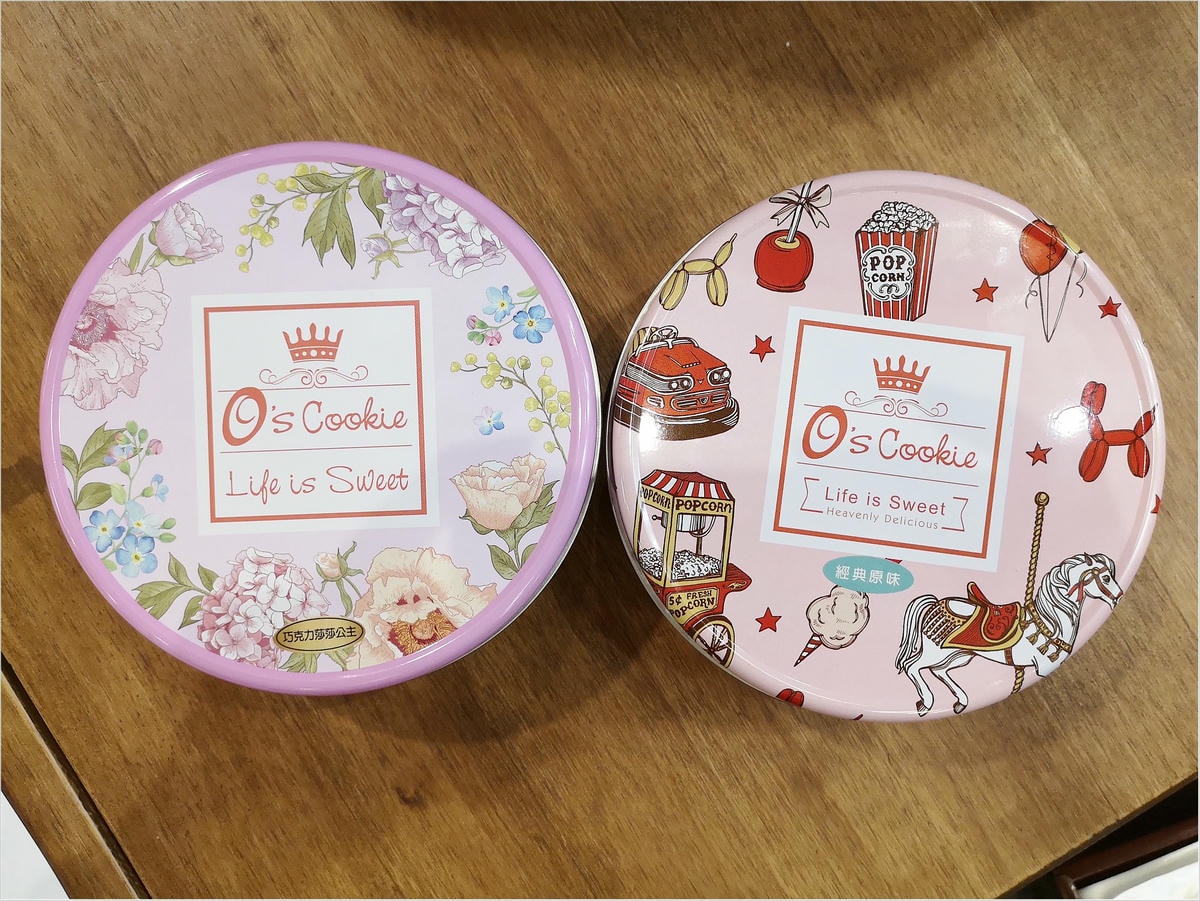 O's Cookie
Life is Sweet
巧克力莎莎公主
POP
CORN
O's Cookie
Life is Sweet
Heavenly Delicious
經典原味
POPCORN
POPCORN
5¢ FRESH
POPCORN